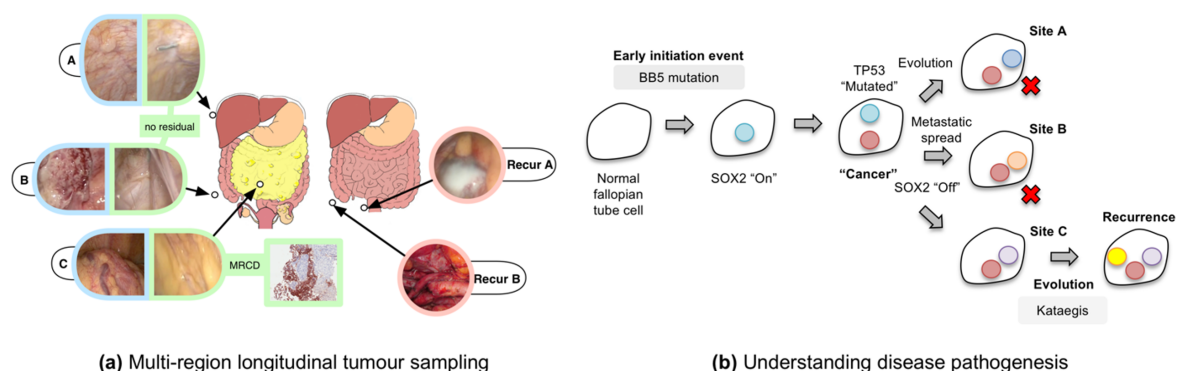 A
no residual
B
C
MRCD
Recur A
Recur B
(a) Multi-region longitudinal tumour sampling
Early initiation event
BB5 mutation
Normal
fallopian
tube cell
SOX2 “On”
TP53
“Mutated”
“Cancer”
Evolution
Metastatic
spread
SOX2 “Off”
Site A
Site B
Site C
Recurrence
Evolution
Kataegis
(b) Understanding disease pathogenesis